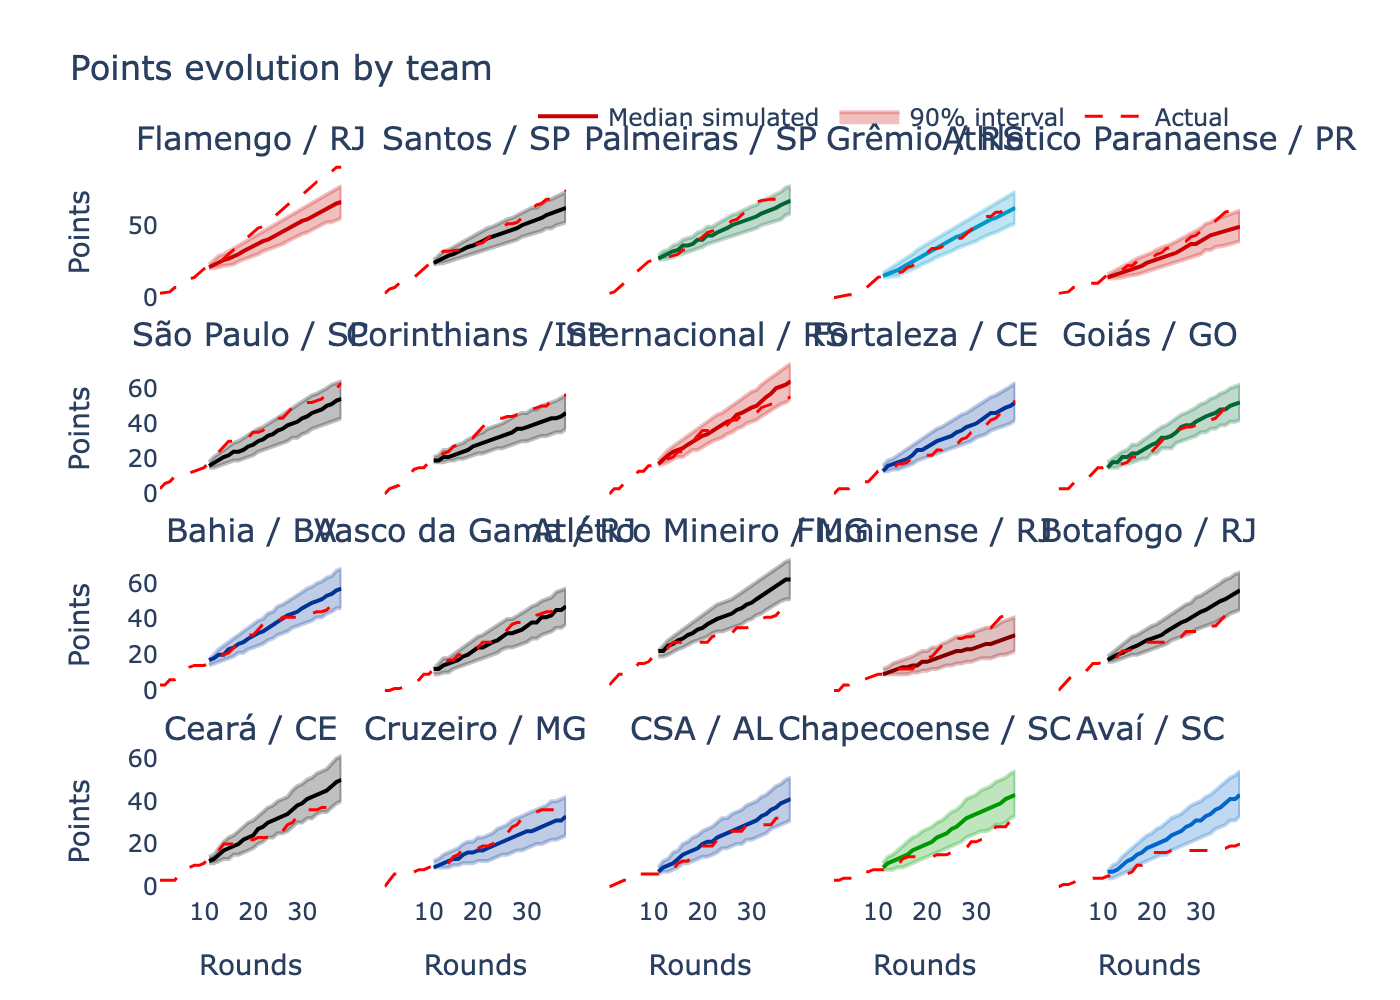 Points evolution by team
Median simulated 90% interval Actual
Flamengo / RJ Santos / SP Palmeiras / SP Grêmio / RS Athletico Paranaense / PR
Points
50
0
São Paulo / SP Corinthians / SP Internacional / RS Fortaleza / CE Goiás / GO
Points
60
40
20
0
Bahia / BA Vasco da Gama / RJ Atlético Mineiro / MG Fluminense / RJ Botafogo / RJ
Points
60
40
20
0
Ceará / CE Cruzeiro / MG CSA / AL Chapecoense / SC Avaí / SC
Points
60
40
20
0
10 20 30 10 20 30 10 20 30 10 20 30 10 20 30
Rounds Rounds Rounds Rounds Rounds